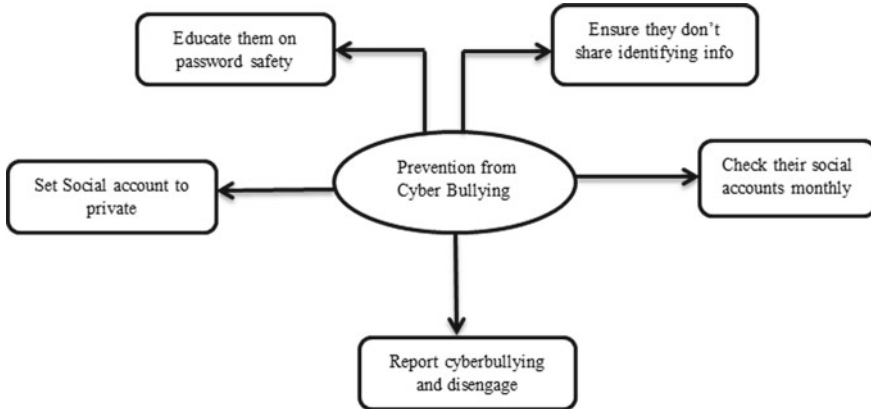 Educate them on
password safety
Ensure they don't
share identifying info
Prevention from
Cyber Bullying
Set Social account to
private
Check their social
accounts monthly
Report cyberbullying
and disengage